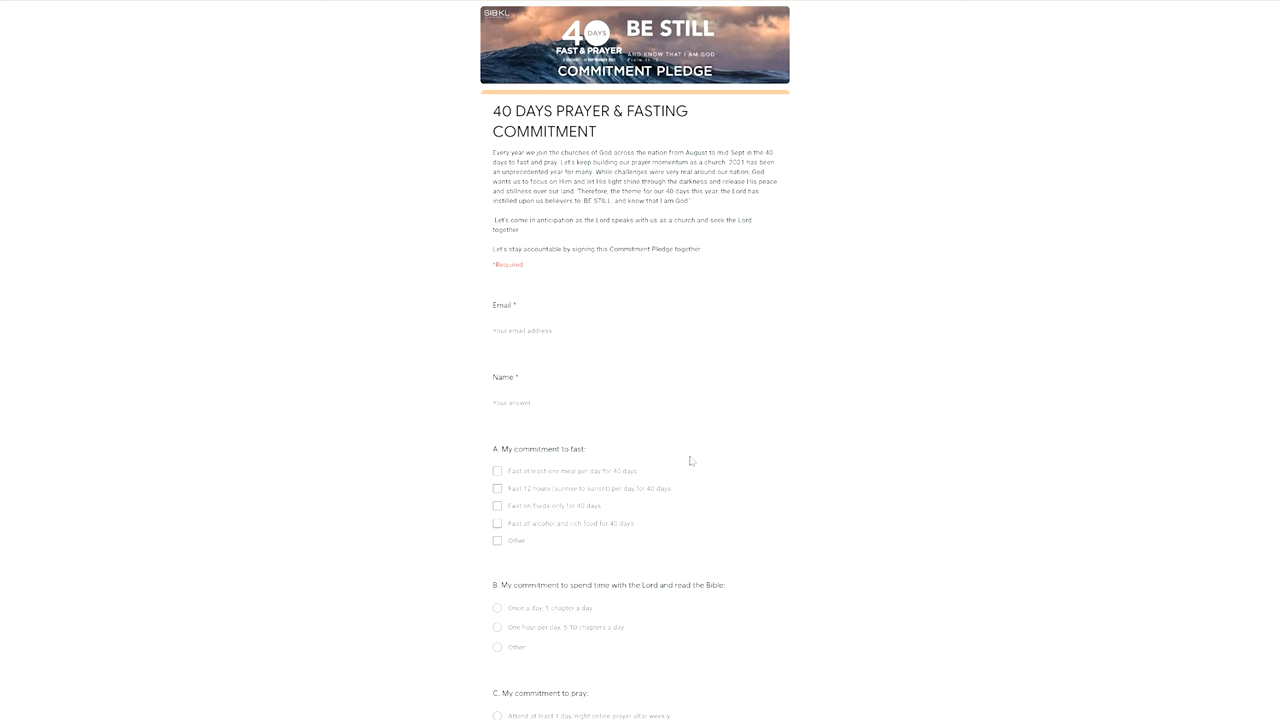 SIBKL
40 DAYS
BE STILL
FAST & PRAYER
AND KNOW THAT I AM GOD
COMMITMENT PLEDGE
40 DAYS PRAYER & FASTING
COMMITMENT
Every year we join the churches of God across the nation from August to mid Sept in the 40
days to fast and pray. Let's keep building our prayer momentum as a church. 2021 has been
an unprecedented year for many. While challenges were very real around our nation, God
wants us to focus on Him and let His light shine through the darkness and release His peace
and stillness over our land. Therefore, the theme for our 40 days this year, the Lord has
instilled upon us believers to 'BE STILL, and know that I am God'
Let's come in anticipation as the Lord speaks with us as a church and seek the Lord
together
Let's stay accountable by signing this Commitment Pledge together
*Required
Email *
Your email address
Name *
Your answer
A. My commitment to fast:
Fast at least one meal per day for 40 days
Fast 12 hours (sunrise to sunset) per day for 40 days
Fast on fluids only for 40 days
Fast all alcohol and rich food for 40 days
Other
B. My commitment to spend time with the Lord and read the Bible:
Once a day, 1 chapter a day
One hour per day, 5-10 chapters a day
Other
C. My commitment to pray:
Attend at least 1 day/night online prayer altar weekly